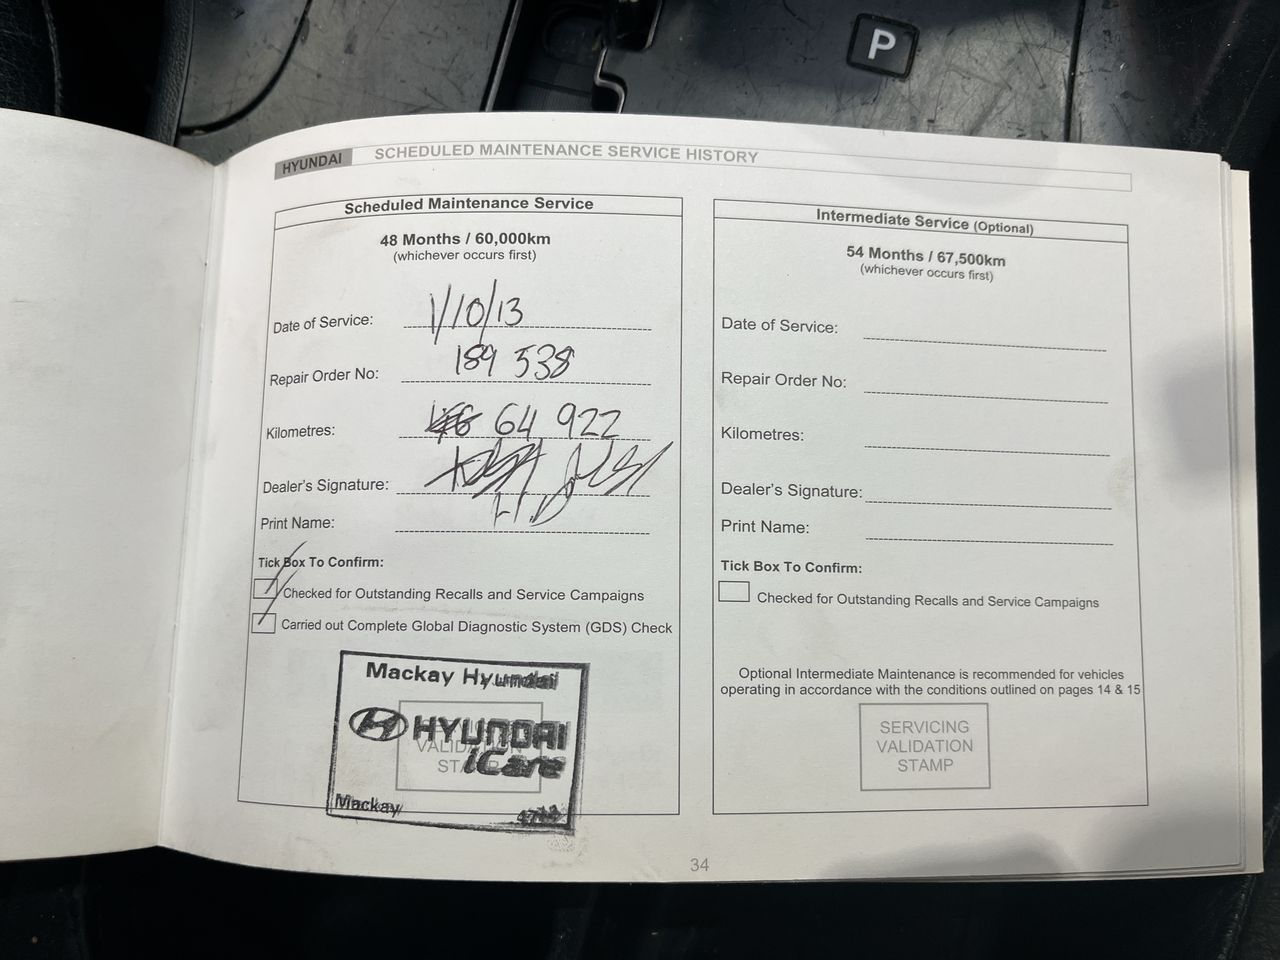 P
HYUNDAI SCHEDULED MAINTENANCE SERVICE HISTORY
Scheduled Maintenance Service
48 Months / 60,000km
(whichever occurs first)
Date of Service: 1/10/13
Repair Order No: 189 538
Kilometres: 64 922
Dealer's Signature:
Print Name:
Tick Box To Confirm:
Checked for Outstanding Recalls and Service Campaigns
Carried out Complete Global Diagnostic System (GDS) Check
Mackay Hyundai
HYUNDAI
iCare
VALIDATION
STAMP
Mackay
Intermediate Service (Optional)
54 Months / 67,500km
(whichever occurs first)
Date of Service:
Repair Order No:
Kilometres:
Dealer's Signature:
Print Name:
Tick Box To Confirm:
Checked for Outstanding Recalls and Service Campaigns
Optional Intermediate Maintenance is recommended for vehicles
operating in accordance with the conditions outlined on pages 14 & 15
SERVICING
VALIDATION
STAMP
34